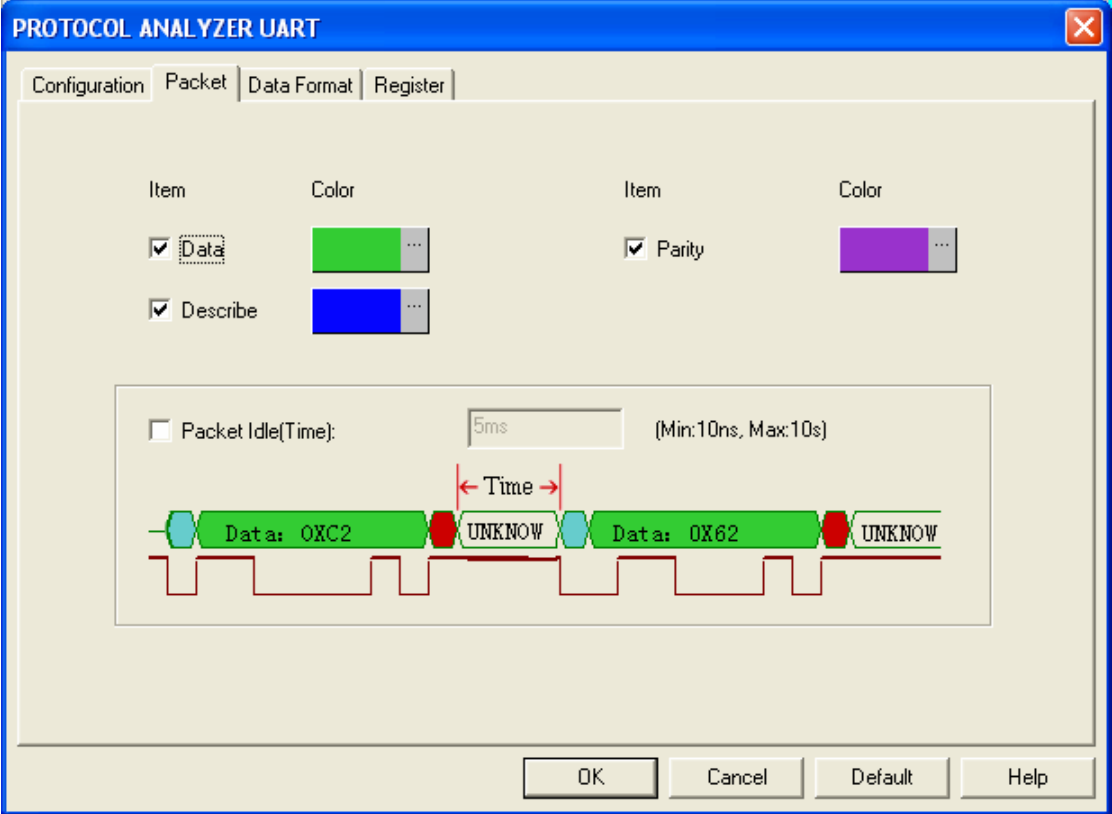 PROTOCOL ANALYZER UART
Configuration Packet Data Format Register
Item Color Item Color
Data ... Parity ...
Describe ...
Packet Idle(Time): 5ms (Min:10ns, Max:10s)
Time
Data: 0XC2 UNKNOW Data: 0X62 UNKNOW
OK Cancel Default Help